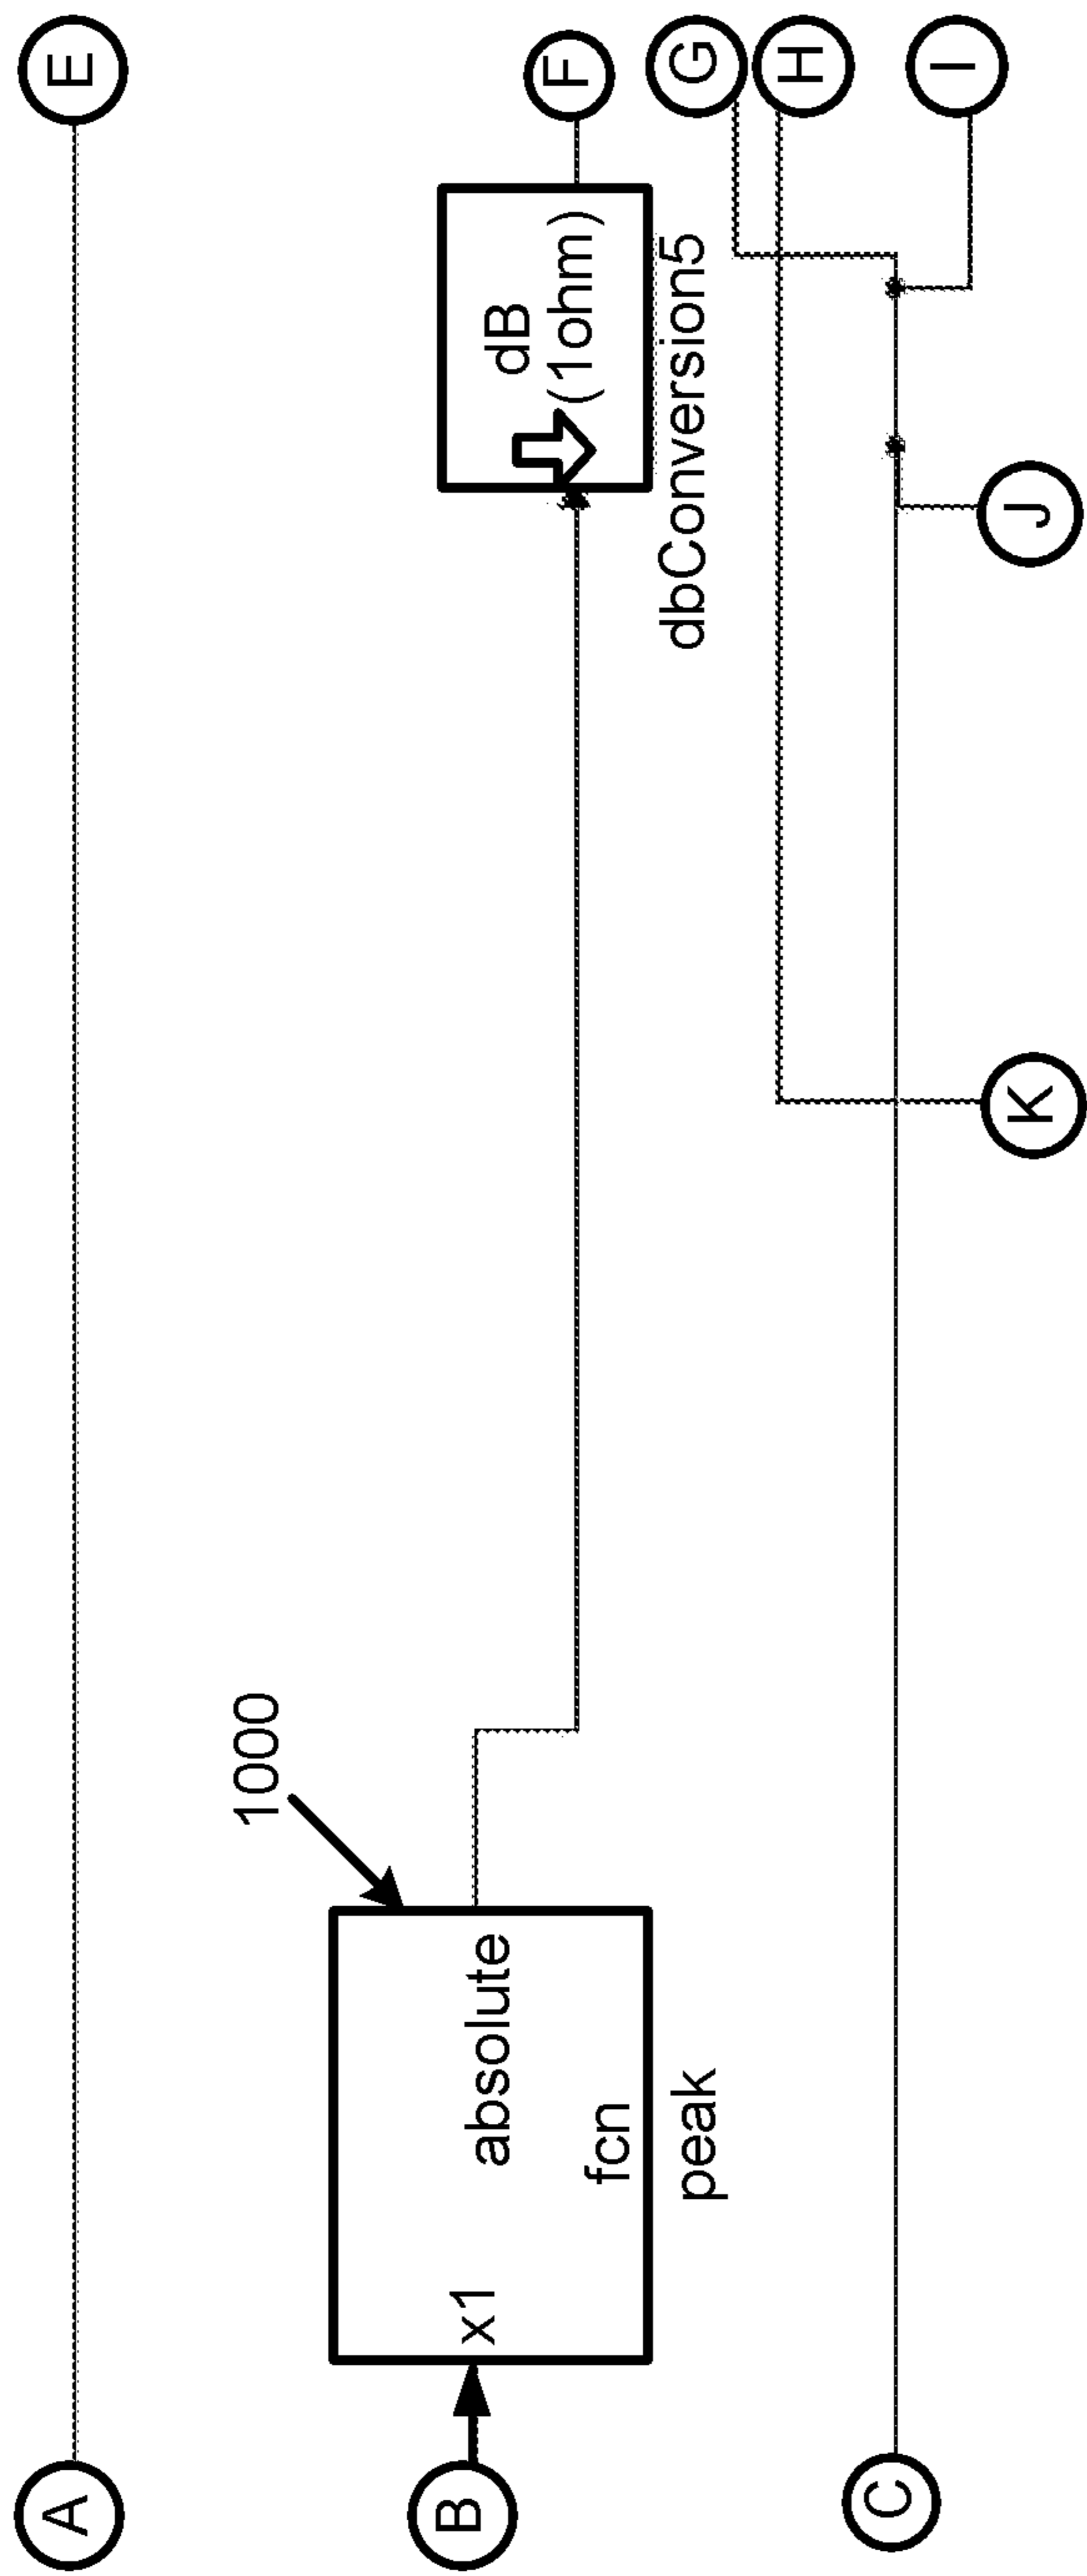 A
E
1000
B
x1
absolute
fcn
peak
dB
(1ohm)
dbConversion5
F
G
H
C
I
K
J